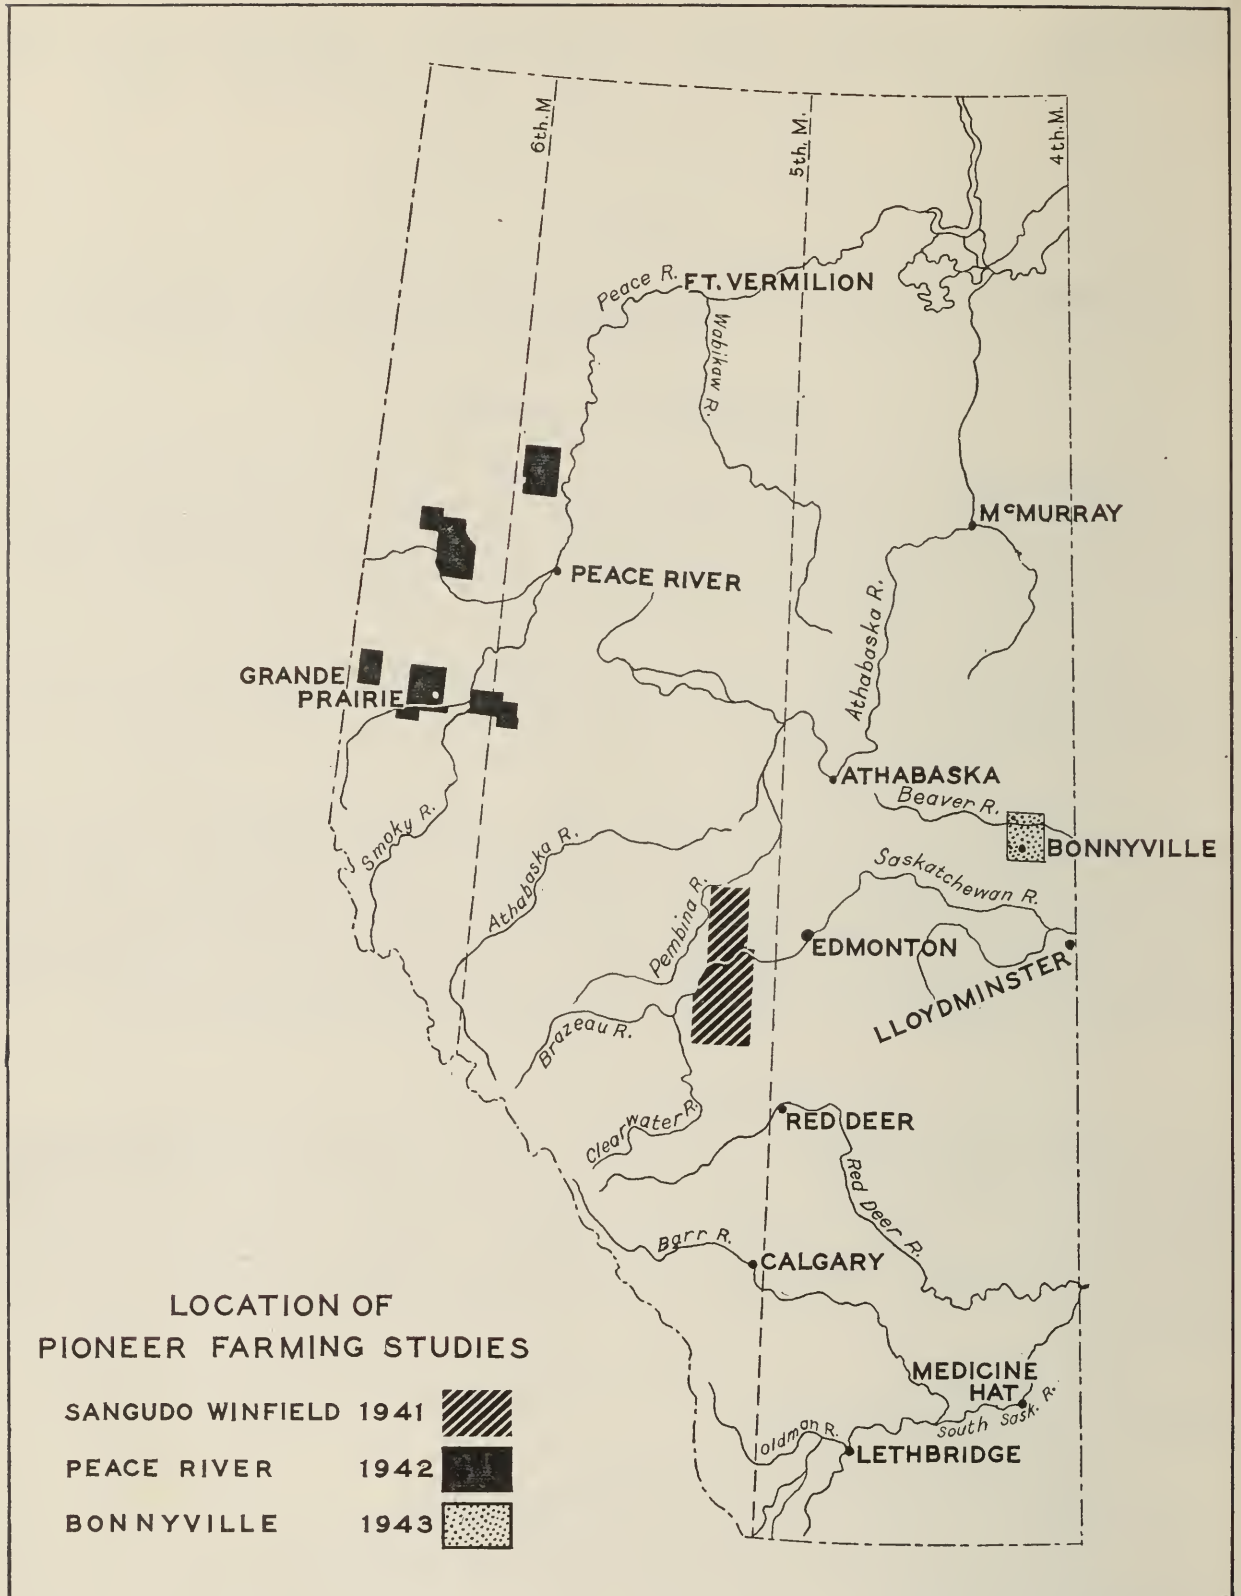 6th. M
5th. M.
4th. M.
Peace R.
FT. VERMILION
Wabikaw R.
McMURRAY
PEACE RIVER
Athabaska R.
GRANDE
PRAIRIE
ATHABASKA
Beaver R.
BONNYVILLE
Smoky R.
Athabaska R.
Saskatchewan R.
Pembina R.
EDMONTON
LLOYDMINSTER
Brazeau R.
Clearwater R.
RED DEER
Red Deer R.
Barr R.
CALGARY
MEDICINE
HAT
South Sask. R.
Oldman R.
LETHBRIDGE
LOCATION OF
PIONEER FARMING STUDIES
SANGUDO WINFIELD 1941
PEACE RIVER 1942
BONNYVILLE 1943